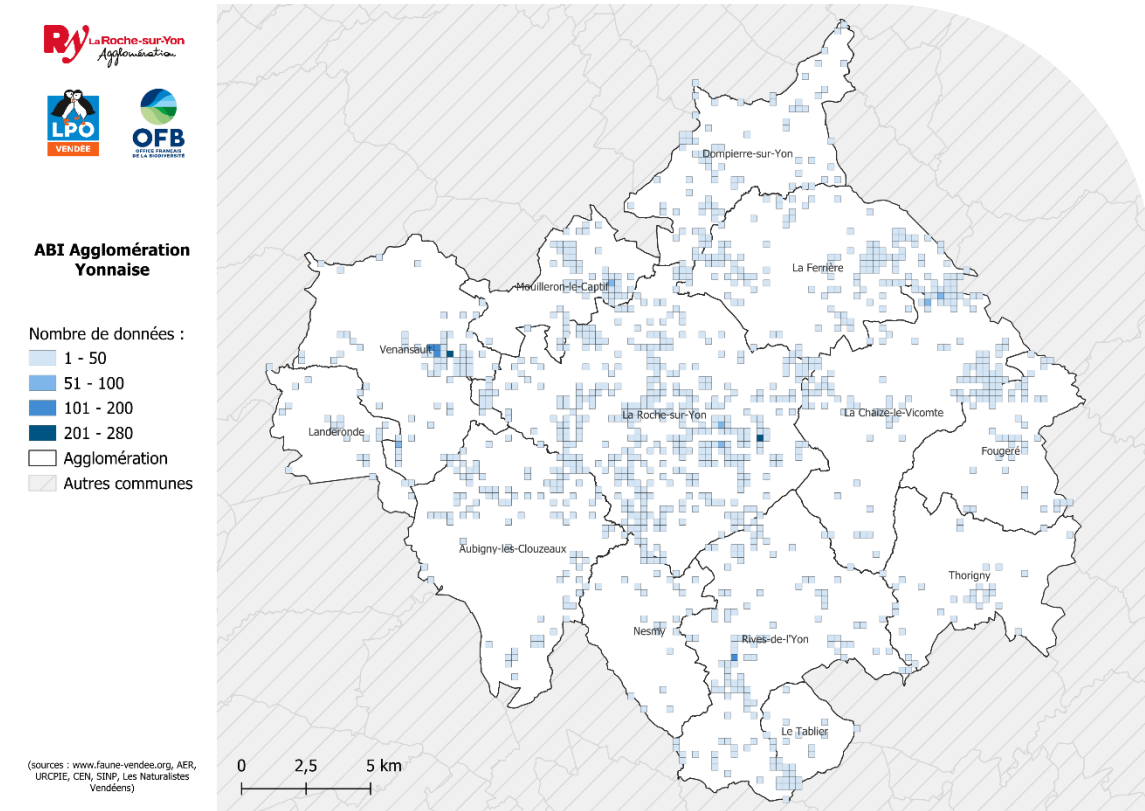 Ry La Roche-sur-Yon
Agglomération
LPO
VENDÉE
OFB
OFFICE FRANÇAIS
DE LA BIODIVERSITÉ
ABI Agglomération
Yonnaise
Nombre de données :
1 - 50
51 - 100
101 - 200
201 - 280
Agglomération
Autres communes
(sources : www.faune-vendee.org, AER,
URCPIE, CEN, SINP, Les Naturalistes
Vendéens)
0 2,5 5 km
Dompierre-sur-Yon
La Ferrière
Mouilleron-le-Captif
Venansault
La Roche-sur-Yon
La Chaize-le-Vicomte
Landeronde
Fougeré
Aubigny-les-Clouzeaux
Thorigny
Nesmy
Rives-de-l'Yon
Le Tablier